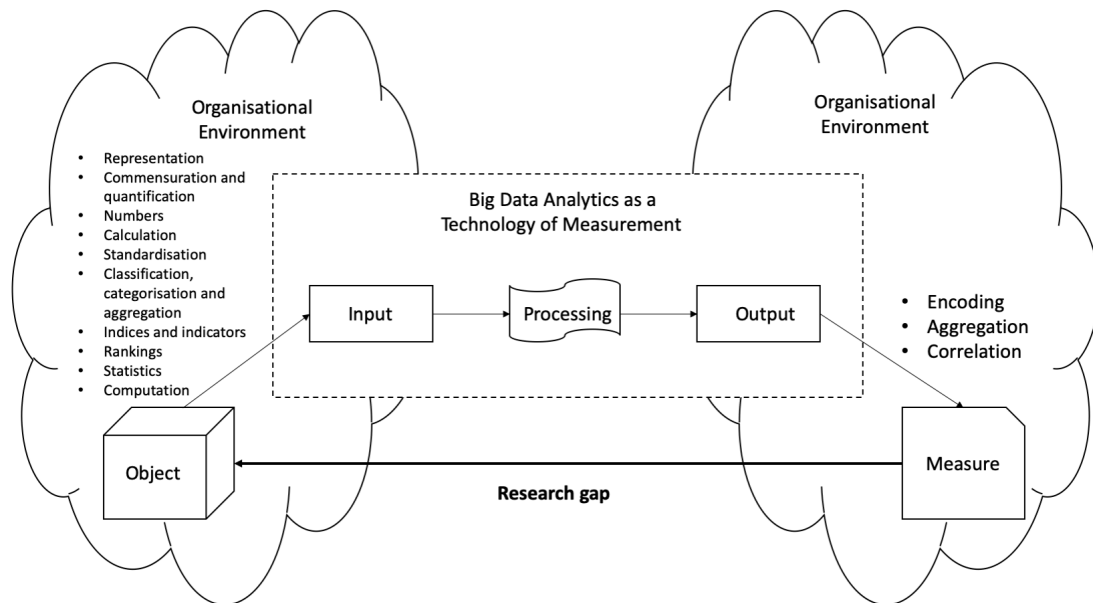 Organisational
Environment
• Representation
• Commensuration and
quantification
• Numbers
• Calculation
• Standardisation
• Classification,
categorisation and
aggregation
• Indices and indicators
• Rankings
• Statistics
• Computation
Object
Big Data Analytics as a
Technology of Measurement
Input
Processing
Output
Organisational
Environment
• Encoding
• Aggregation
• Correlation
Measure
Research gap